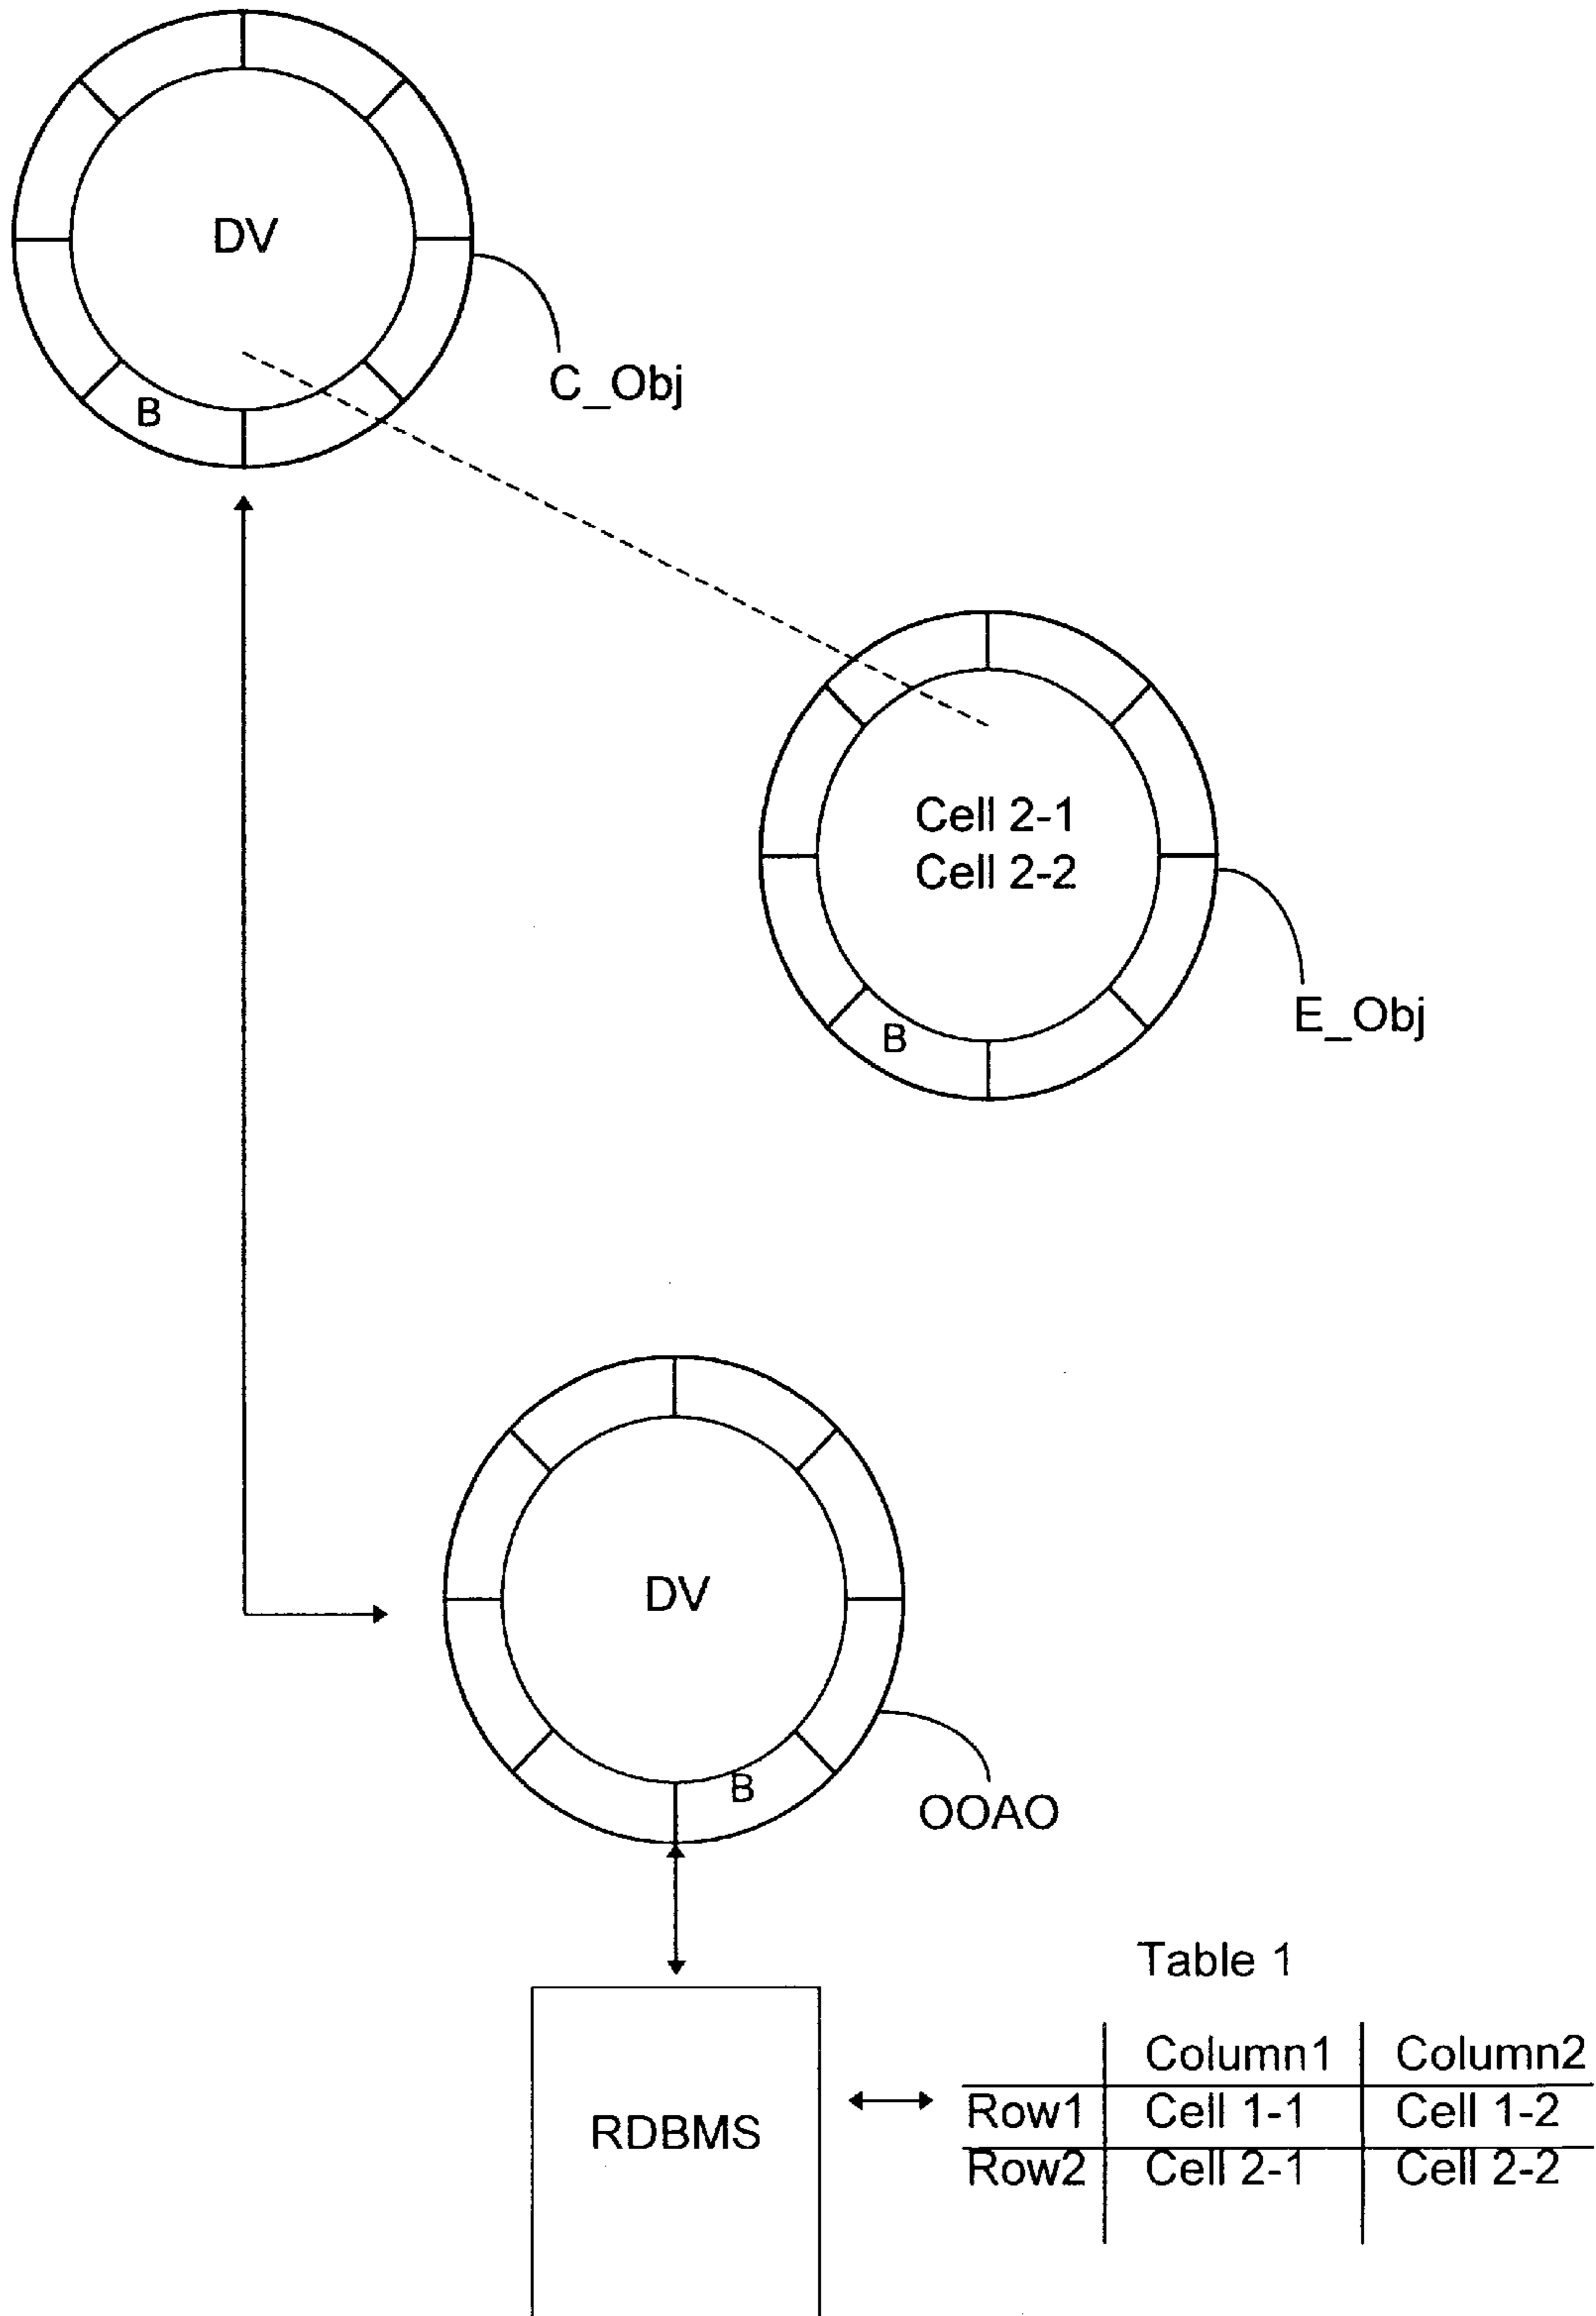 DV
C_Obj
B
Cell 2-1
Cell 2-2
E_Obj
B
DV
B
OOAO
Table 1
Column1 Column2
RDBMS
Row1 Cell 1-1 Cell 1-2
Row2 Cell 2-1 Cell 2-2